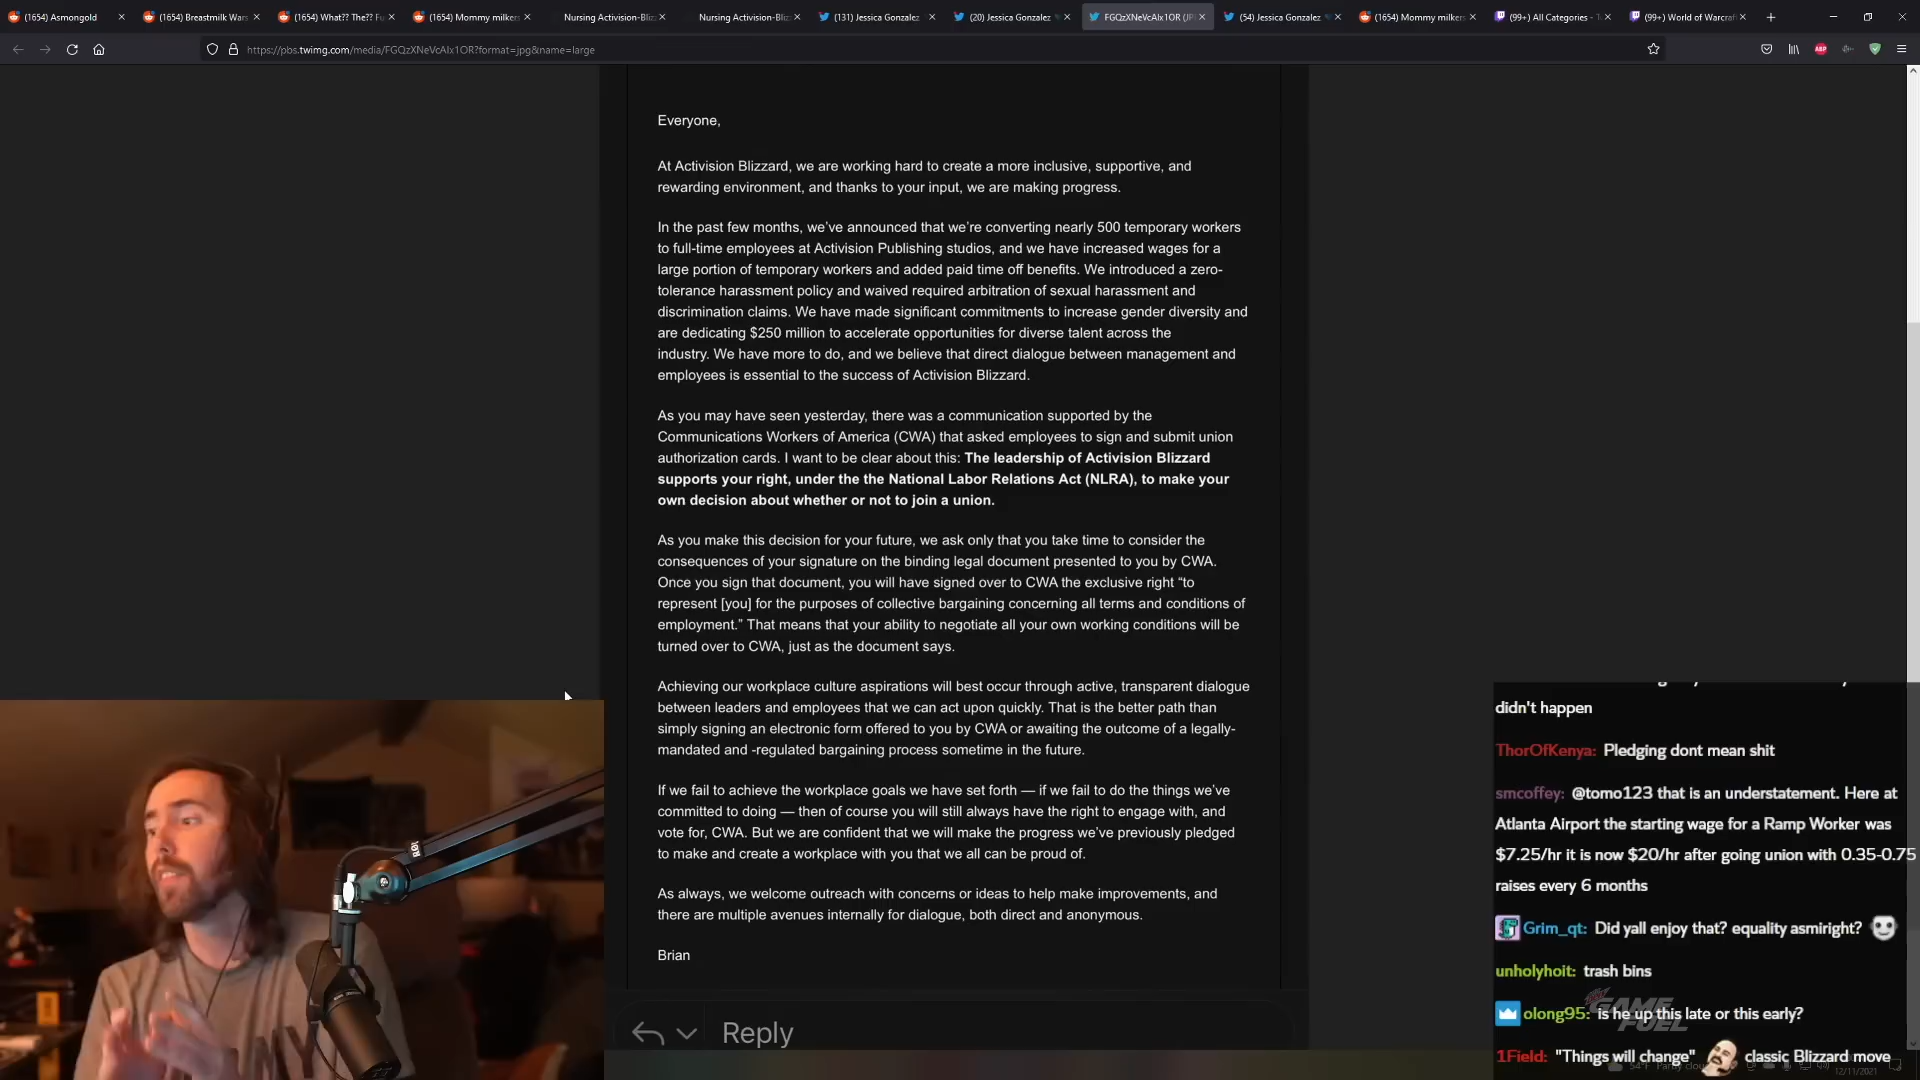 (1654) Asmongold
(1654) Breastmilk Wars
(1654) What?? The?? Fu
(1654) Mommy milkers
Nursing Activision-Bliz
Nursing Activision-Bliz
(131) Jessica Gonzalez
(20) Jessica Gonzalez
FGQzXNeVcAIx1OR (JP
(54) Jessica Gonzalez
(1654) Mommy milkers
(99+) All Categories - T
(99+) World of Warcraf
https://pbs.twimg.com/media/FGQzXNeVcAIx1OR?format=jpg&name=large
ABP
Everyone,
At Activision Blizzard, we are working hard to create a more inclusive, supportive, and
rewarding environment, and thanks to your input, we are making progress.
In the past few months, we've announced that we're converting nearly 500 temporary workers
to full-time employees at Activision Publishing studios, and we have increased wages for a
large portion of temporary workers and added paid time off benefits. We introduced a zero-
tolerance harassment policy and waived required arbitration of sexual harassment and
discrimination claims. We have made significant commitments to increase gender diversity and
are dedicating $250 million to accelerate opportunities for diverse talent across the
industry. We have more to do, and we believe that direct dialogue between management and
employees is essential to the success of Activision Blizzard.
As you may have seen yesterday, there was a communication supported by the
Communications Workers of America (CWA) that asked employees to sign and submit union
authorization cards. I want to be clear about this: The leadership of Activision Blizzard
supports your right, under the the National Labor Relations Act (NLRA), to make your
own decision about whether or not to join a union.
As you make this decision for your future, we ask only that you take time to consider the
consequences of your signature on the binding legal document presented to you by CWA.
Once you sign that document, you will have signed over to CWA the exclusive right “to
represent [you] for the purposes of collective bargaining concerning all terms and conditions of
employment.” That means that your ability to negotiate all your own working conditions will be
turned over to CWA, just as the document says.
Achieving our workplace culture aspirations will best occur through active, transparent dialogue
between leaders and employees that we can act upon quickly. That is the better path than
simply signing an electronic form offered to you by CWA or awaiting the outcome of a legally-
mandated and -regulated bargaining process sometime in the future.
If we fail to achieve the workplace goals we have set forth — if we fail to do the things we've
committed to doing — then of course you will still always have the right to engage with, and
vote for, CWA. But we are confident that we will make the progress we've previously pledged
to make and create a workplace with you that we all can be proud of.
As always, we welcome outreach with concerns or ideas to help make improvements, and
there are multiple avenues internally for dialogue, both direct and anonymous.
Brian
Reply
didn't happen
ThorOfKenya: Pledging dont mean shit
smcoffey: @tomo123 that is an understatement. Here at
Atlanta Airport the starting wage for a Ramp Worker was
$7.25/hr it is now $20/hr after going union with 0.35-0.75
raises every 6 months
Grim_qt: Did yall enjoy that? equality asmiright?
unholyhoit: trash bins
GAME FUEL
olong95: is he up this late or this early?
1Field: "Things will change" classic Blizzard move
12/11/2021